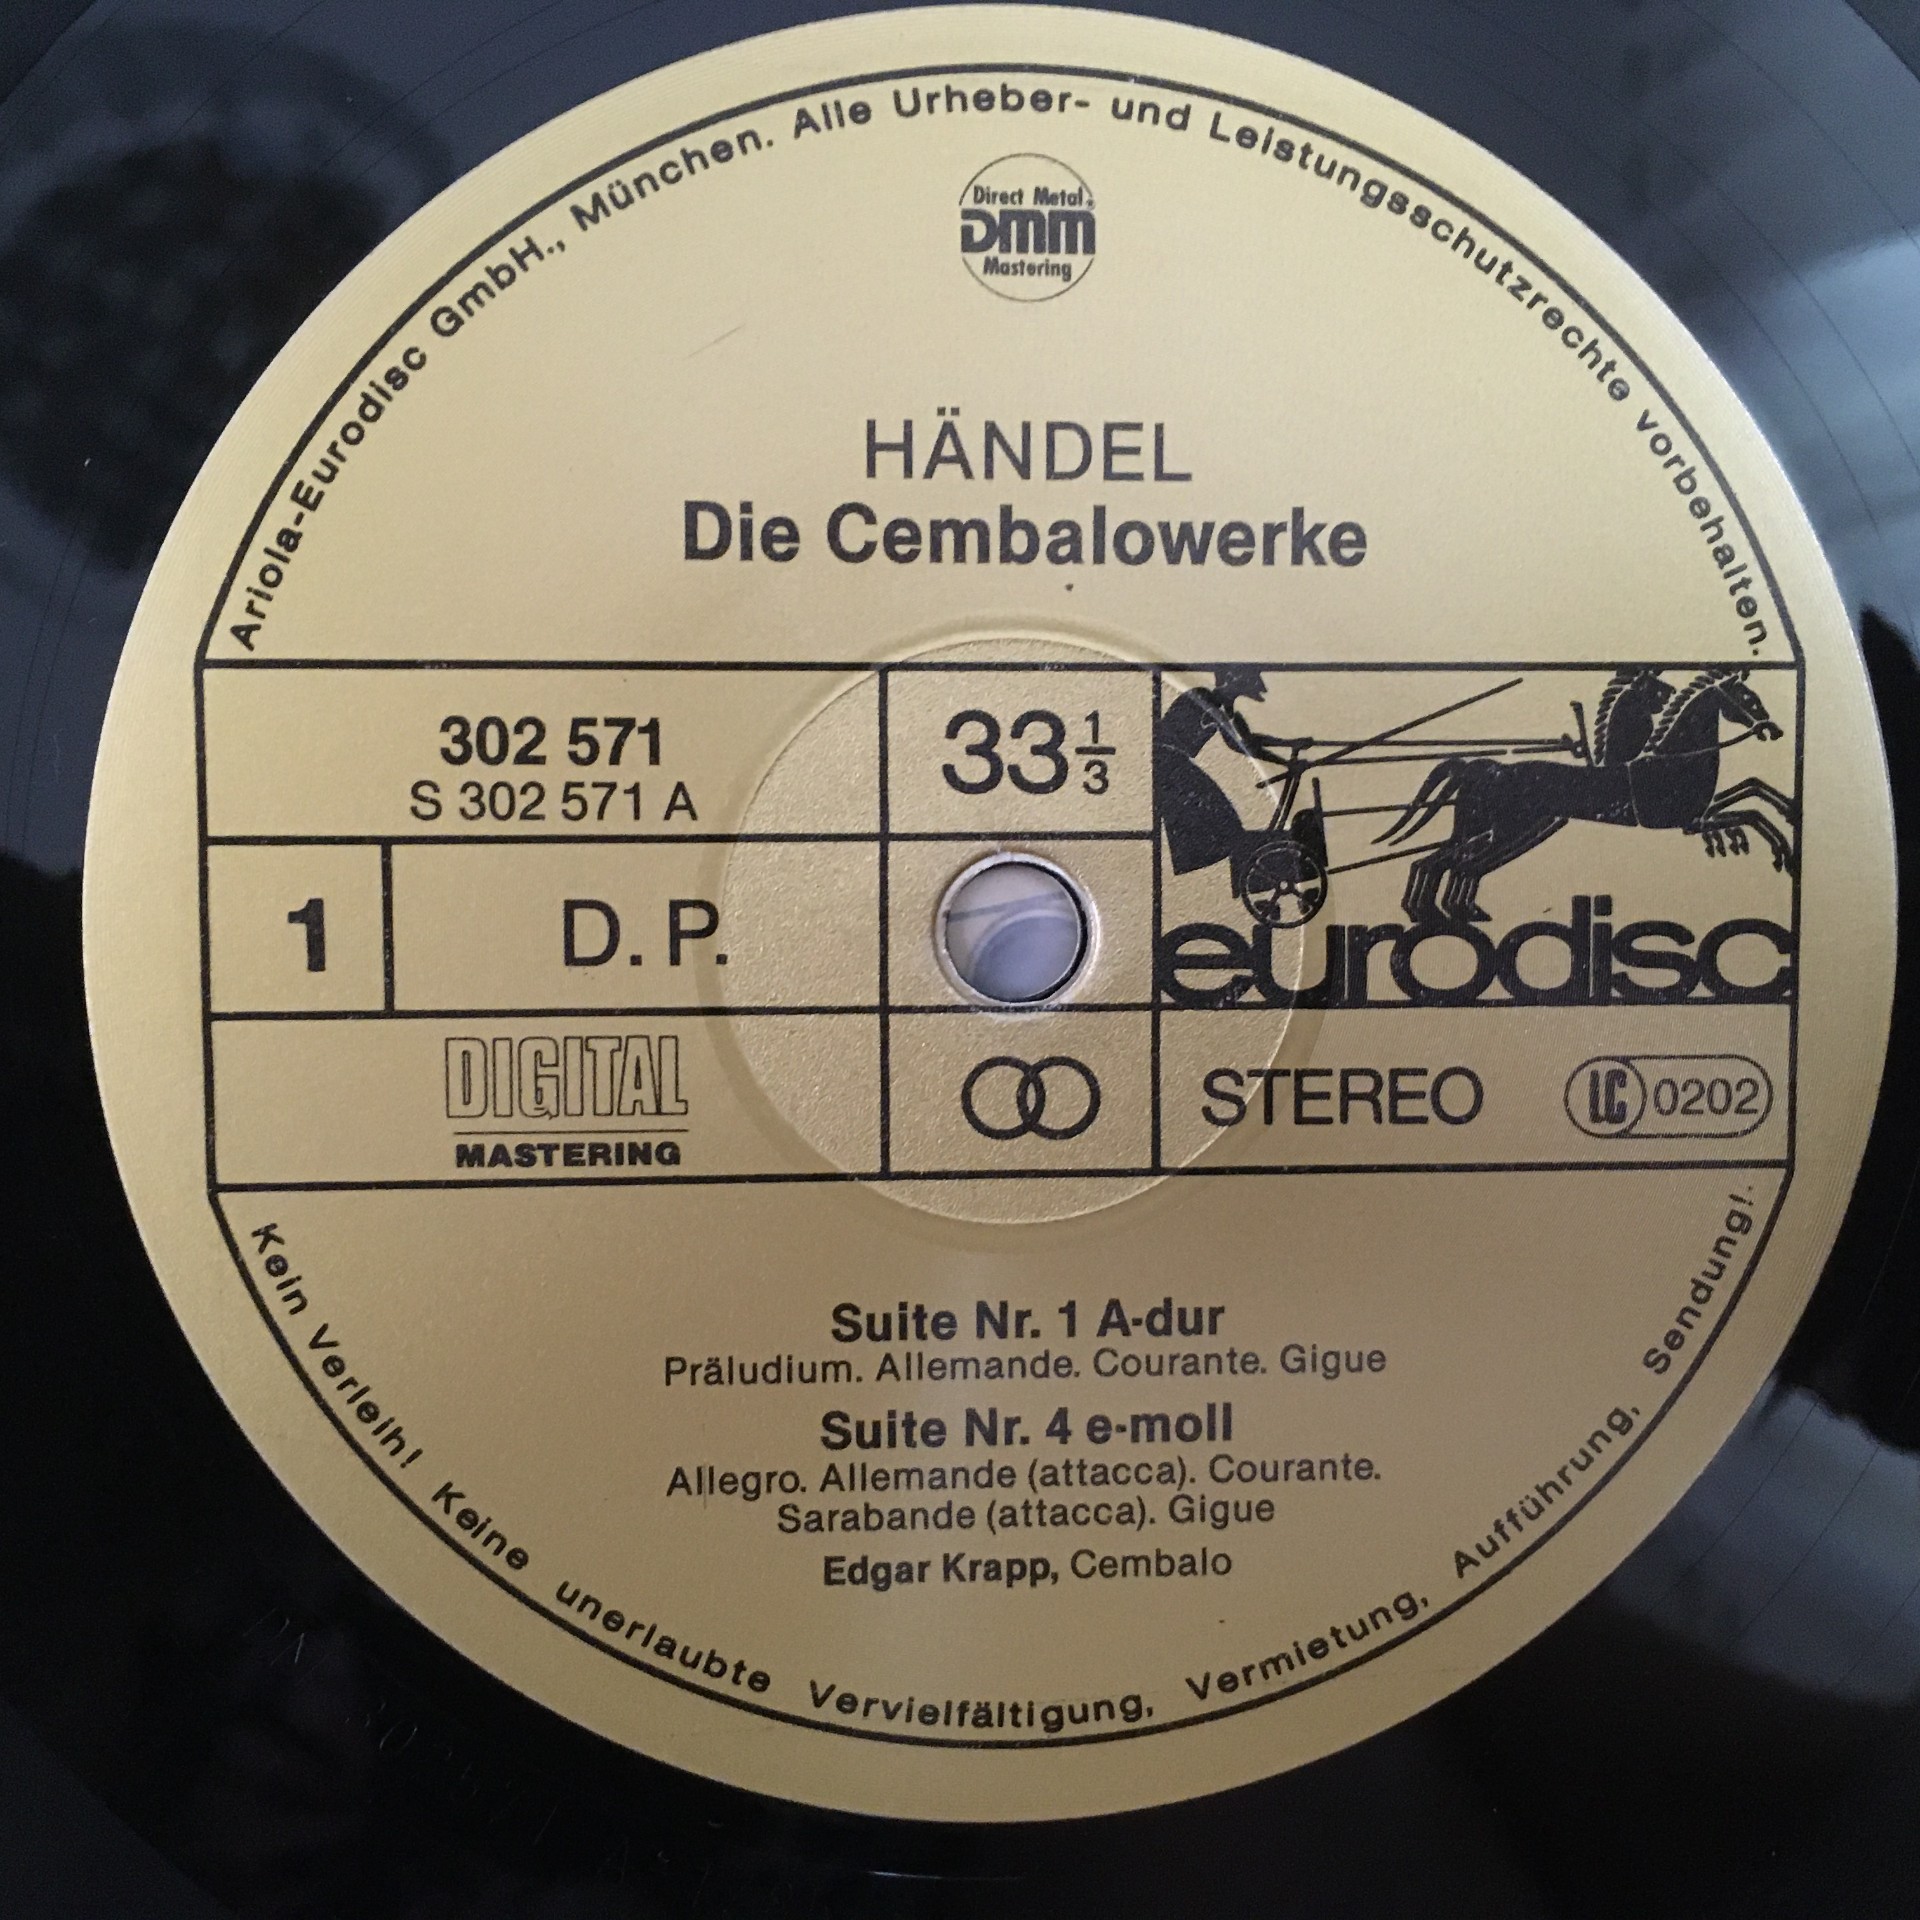 Ariola-Eurodisc GmbH., München. Alle Urheber- und Leistungsschutzrechte vorbehalten.
Direct Metal
DMM
Mastering
HÄNDEL
Die Cembalowerke
302 571
S 302 571 A
33 1/3
1
D. P.
eurodisc
DIGITAL
MASTERING
STEREO
LC 0202
Suite Nr. 1 A-dur
Präludium. Allemande. Courante. Gigue
Suite Nr. 4 e-moll
Allegro. Allemande (attacca). Courante.
Sarabande (attacca). Gigue
Edgar Krapp, Cembalo
Kein Verleih! Keine unerlaubte Vervielfältigung, Vermietung, Aufführung, Sendung!